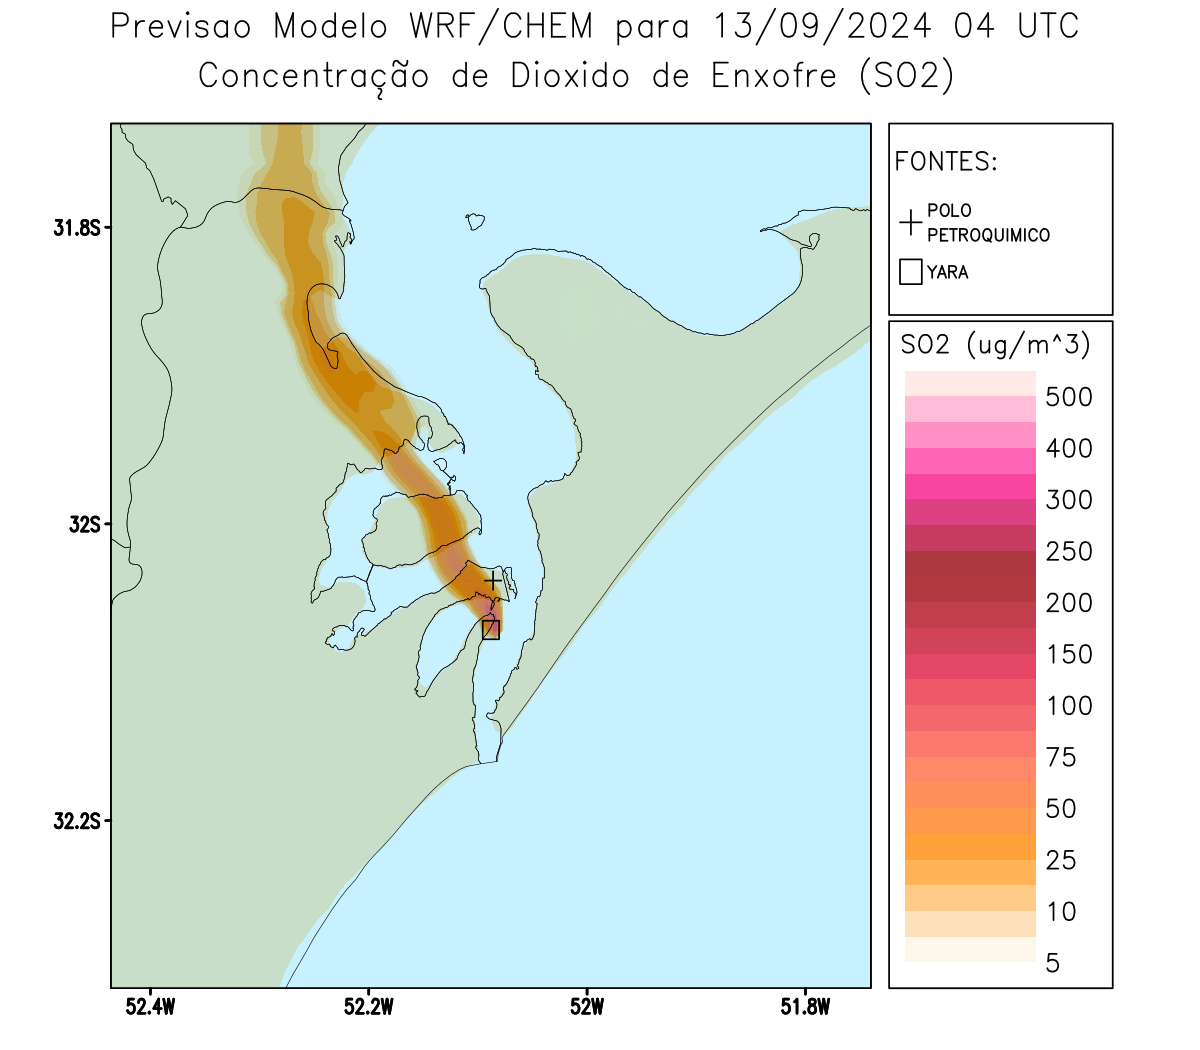 Previsao Modelo WRF/CHEM para 13/09/2024 04 UTC
Concentração de Dioxido de Enxofre (SO2)
FONTES:
POLO
PETROQUIMICO
YARA
SO2 (ug/m^3)
500
400
300
250
200
150
100
75
50
25
10
5
31.8S
32S
32.2S
52.4W
52.2W
52W
51.8W